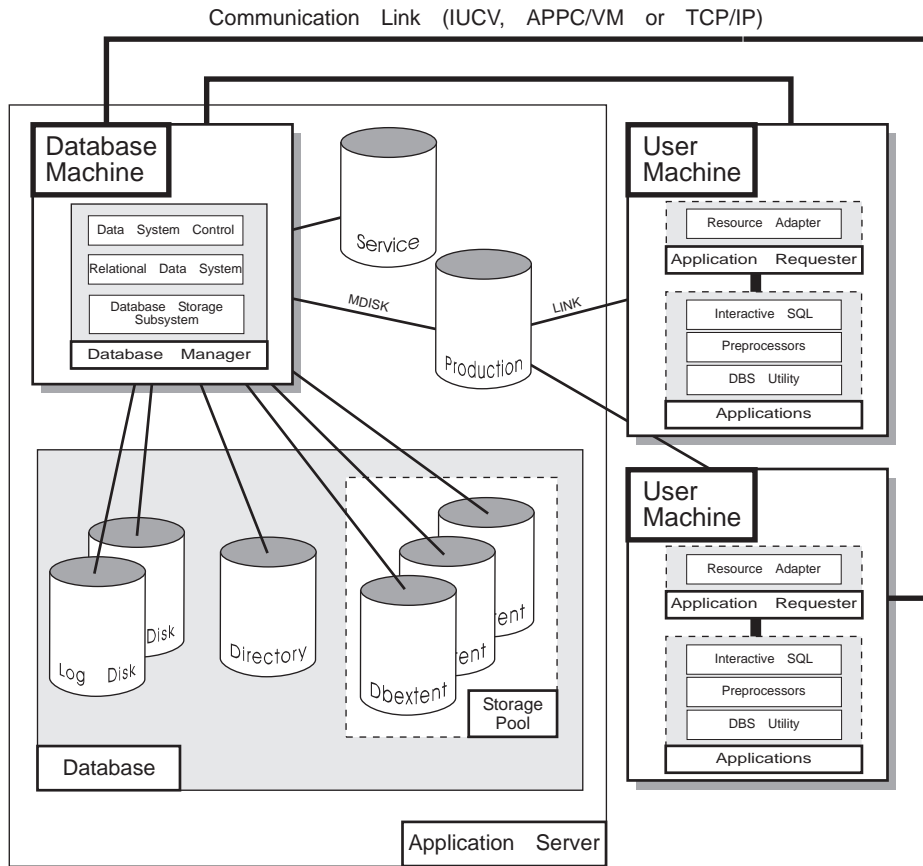 Communication Link (IUCV, APPC/VM or TCP/IP)
Database
Machine
Data System Control
Relational Data System
Database Storage
Subsystem
Database Manager
Service
MDISK
Production
LINK
User
Machine
Resource Adapter
Application Requester
Interactive SQL
Preprocessors
DBS Utility
Applications
User
Machine
Resource Adapter
Application Requester
Interactive SQL
Preprocessors
DBS Utility
Applications
Log Disk
Disk
Directory
Dbextent
tent
tent
Storage
Pool
Database
Application Server